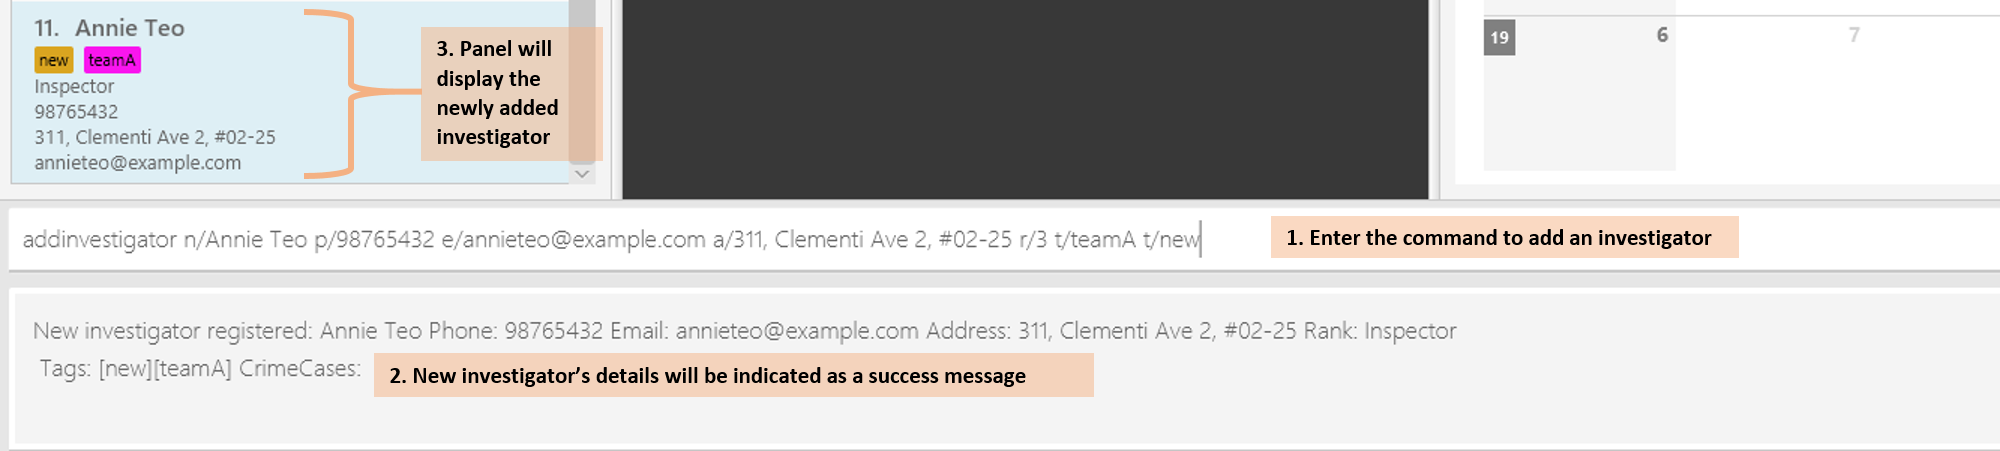 11. Annie Teo
new teamA
Inspector
98765432
311, Clementi Ave 2, #02-25
annieteo@example.com
3. Panel will
display the
newly added
investigator
19 6 7
addinvestigator n/Annie Teo p/98765432 e/annieteo@example.com a/311, Clementi Ave 2, #02-25 r/3 t/teamA t/new
1. Enter the command to add an investigator
New investigator registered: Annie Teo Phone: 98765432 Email: annieteo@example.com Address: 311, Clementi Ave 2, #02-25 Rank: Inspector
Tags: [new][teamA] CrimeCases:
2. New investigator’s details will be indicated as a success message